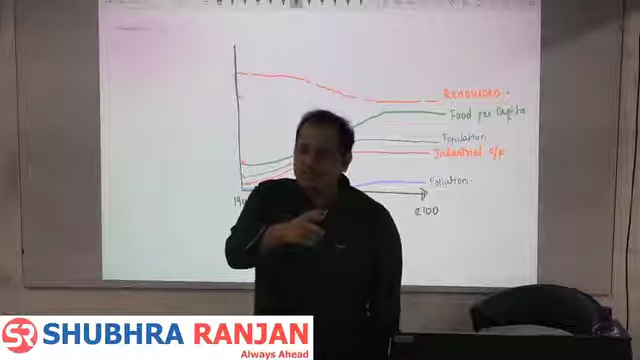 Resources.
Food per Capita
Population
Industrial o/p
Pollution.
2100
SR SHUBHRA RANJAN
Always Ahead